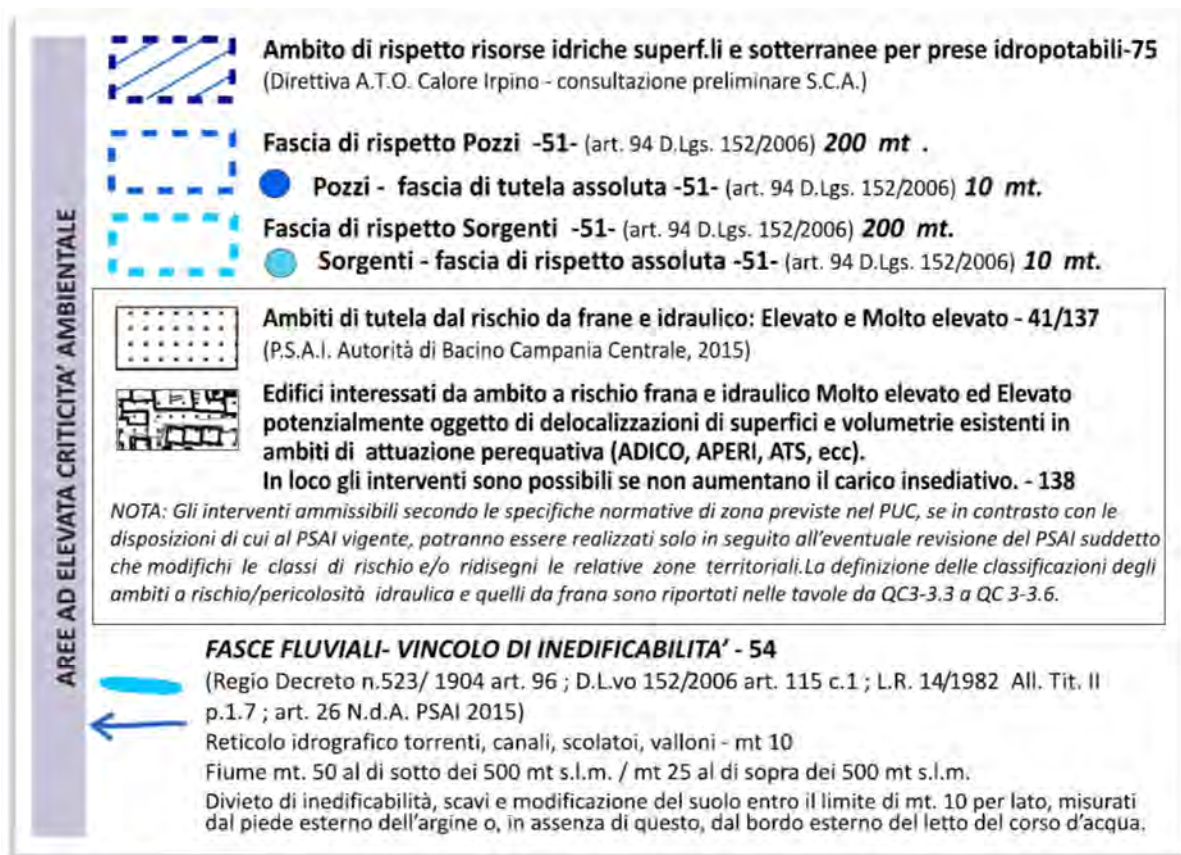 AREE AD ELEVATA CRITICITA' AMBIENTALE
Ambito di rispetto risorse idriche superf.li e sotterranee per prese idropotabili-75
(Direttiva A.T.O. Calore Irpino - consultazione preliminare S.C.A.)
Fascia di rispetto Pozzi -51- (art. 94 D.Lgs. 152/2006) 200 mt .
Pozzi - fascia di tutela assoluta -51- (art. 94 D.Lgs. 152/2006) 10 mt.
Fascia di rispetto Sorgenti -51- (art. 94 D.Lgs. 152/2006) 200 mt.
Sorgenti - fascia di rispetto assoluta -51- (art. 94 D.Lgs. 152/2006) 10 mt.
Ambiti di tutela dal rischio da frane e idraulico: Elevato e Molto elevato - 41/137
(P.S.A.I. Autorità di Bacino Campania Centrale, 2015)
Edifici interessati da ambito a rischio frana e idraulico Molto elevato ed Elevato
potenzialmente oggetto di delocalizzazioni di superfici e volumetrie esistenti in
ambiti di attuazione perequativa (ADICO, APERI, ATS, ecc).
In loco gli interventi sono possibili se non aumentano il carico insediativo. - 138
NOTA: Gli interventi ammissibili secondo le specifiche normative di zona previste nel PUC, se in contrasto con le
disposizioni di cui al PSAI vigente, potranno essere realizzati solo in seguito all'eventuale revisione del PSAI suddetto
che modifichi le classi di rischio e/o ridisegni le relative zone territoriali.La definizione delle classificazioni degli
ambiti a rischio/pericolosità idraulica e quelli da frana sono riportati nelle tavole da QC3-3.3 a QC 3-3.6.
FASCE FLUVIALI- VINCOLO DI INEDIFICABILITA' - 54
(Regio Decreto n.523/ 1904 art. 96 ; D.L.vo 152/2006 art. 115 c.1 ; L.R. 14/1982 All. Tit. II
p.1.7 ; art. 26 N.d.A. PSAI 2015)
Reticolo idrografico torrenti, canali, scolatoi, valloni - mt 10
Fiume mt. 50 al di sotto dei 500 mt s.l.m. / mt 25 al di sopra dei 500 mt s.l.m.
Divieto di inedificabilità, scavi e modificazione del suolo entro il limite di mt. 10 per lato, misurati
dal piede esterno dell'argine o, in assenza di questo, dal bordo esterno del letto del corso d'acqua.